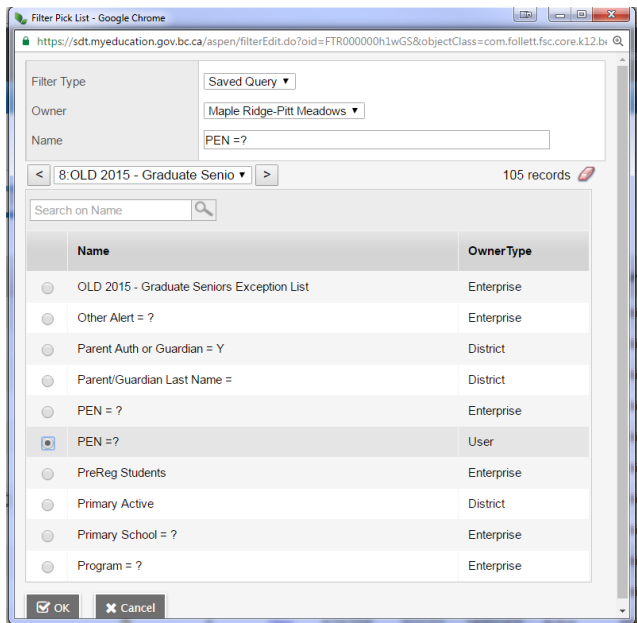 Filter Pick List - Google Chrome
https://sdt.myeducation.gov.bc.ca/aspen/filterEdit.do?oid=FTR000000h1wGS&objectClass=com.follett.fsc.core.k12.be
Filter Type Saved Query
Owner Maple Ridge-Pitt Meadows
Name PEN =?
< 8:OLD 2015 - Graduate Senio > 105 records
Search on Name
Name OwnerType
OLD 2015 - Graduate Seniors Exception List Enterprise
Other Alert = ? Enterprise
Parent Auth or Guardian = Y District
Parent/Guardian Last Name = District
PEN = ? Enterprise
PEN =? User
PreReg Students Enterprise
Primary Active District
Primary School = ? Enterprise
Program = ? Enterprise
OK Cancel